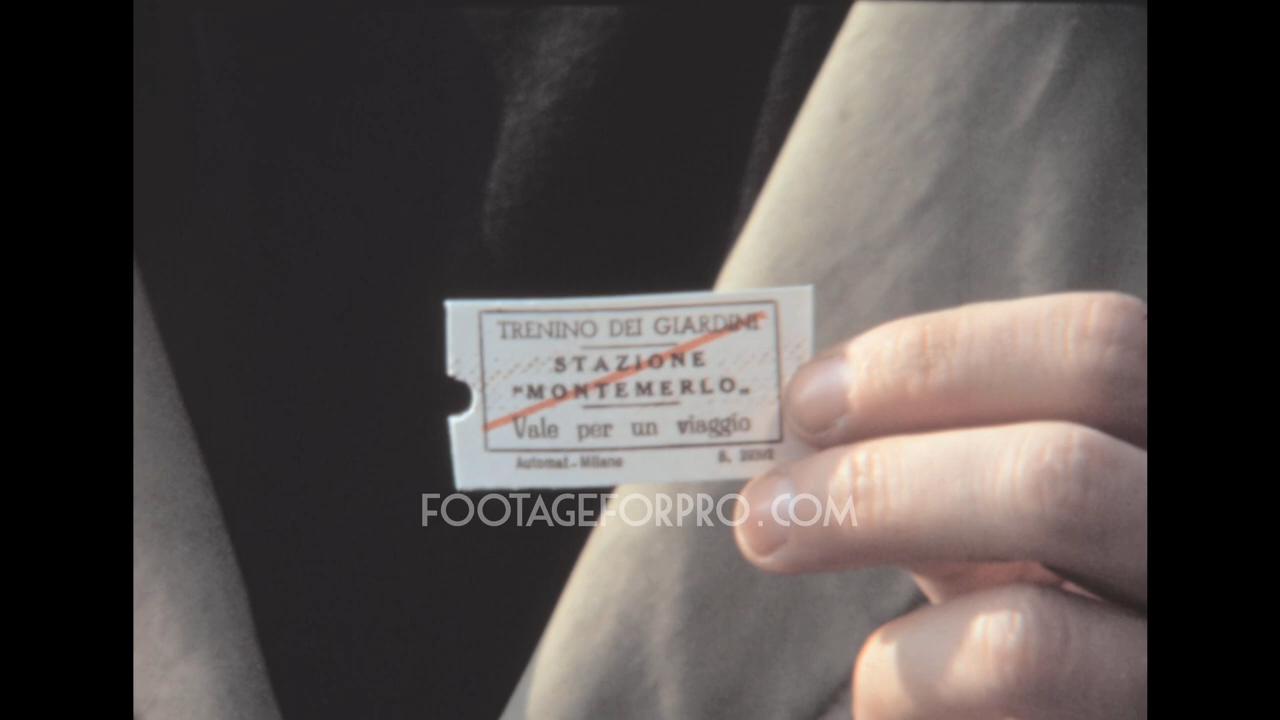 TRENINO DEI GIARDINI
STAZIONE
"MONTEMERLO„
Vale per un viaggio
Automat.-Milano
FOOTAGEFORPRO.COM